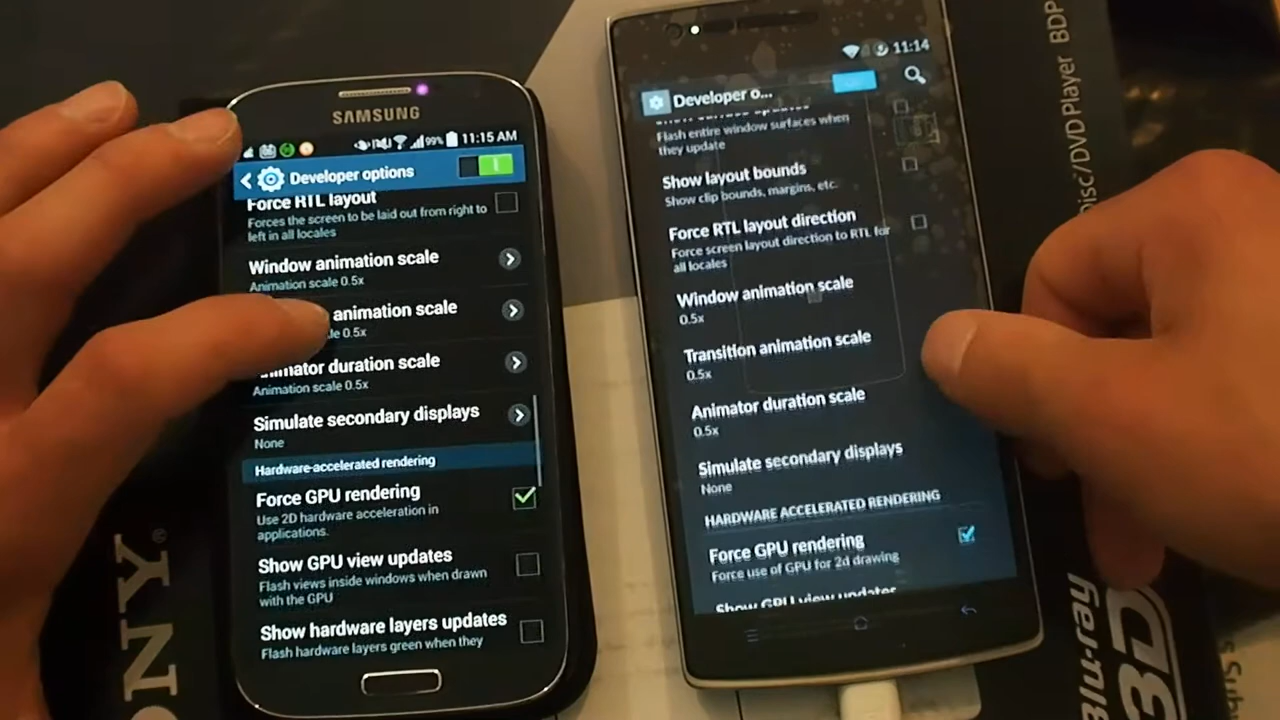 SAMSUNG
99% 11:15 AM
Developer options
Force RTL layout
Forces the screen to be laid out from right to
left in all locales
Window animation scale
Animation scale 0.5x
animation scale
0.5x
duration scale
Animation scale 0.5x
Simulate secondary displays
None
Hardware-accelerated rendering
Force GPU rendering
Use 2D hardware acceleration in
applications.
Show GPU view updates
Flash views inside windows when drawn
with the GPU
Show hardware layers updates
Flash hardware layers green when they
11:14
Developer o...
Flash entire window surfaces when
they update
Show layout bounds
Show clip bounds, margins, etc.
Force RTL layout direction
Force screen layout direction to RTL for
all locales
Window animation scale
0.5x
Transition animation scale
0.5x
Animator duration scale
0.5x
Simulate secondary displays
None
HARDWARE ACCELERATED RENDERING
Force GPU rendering
Force use of GPU for 2d drawing
Show GPU view updates
Disc/DVD Player BDP
Blu-ray
3D